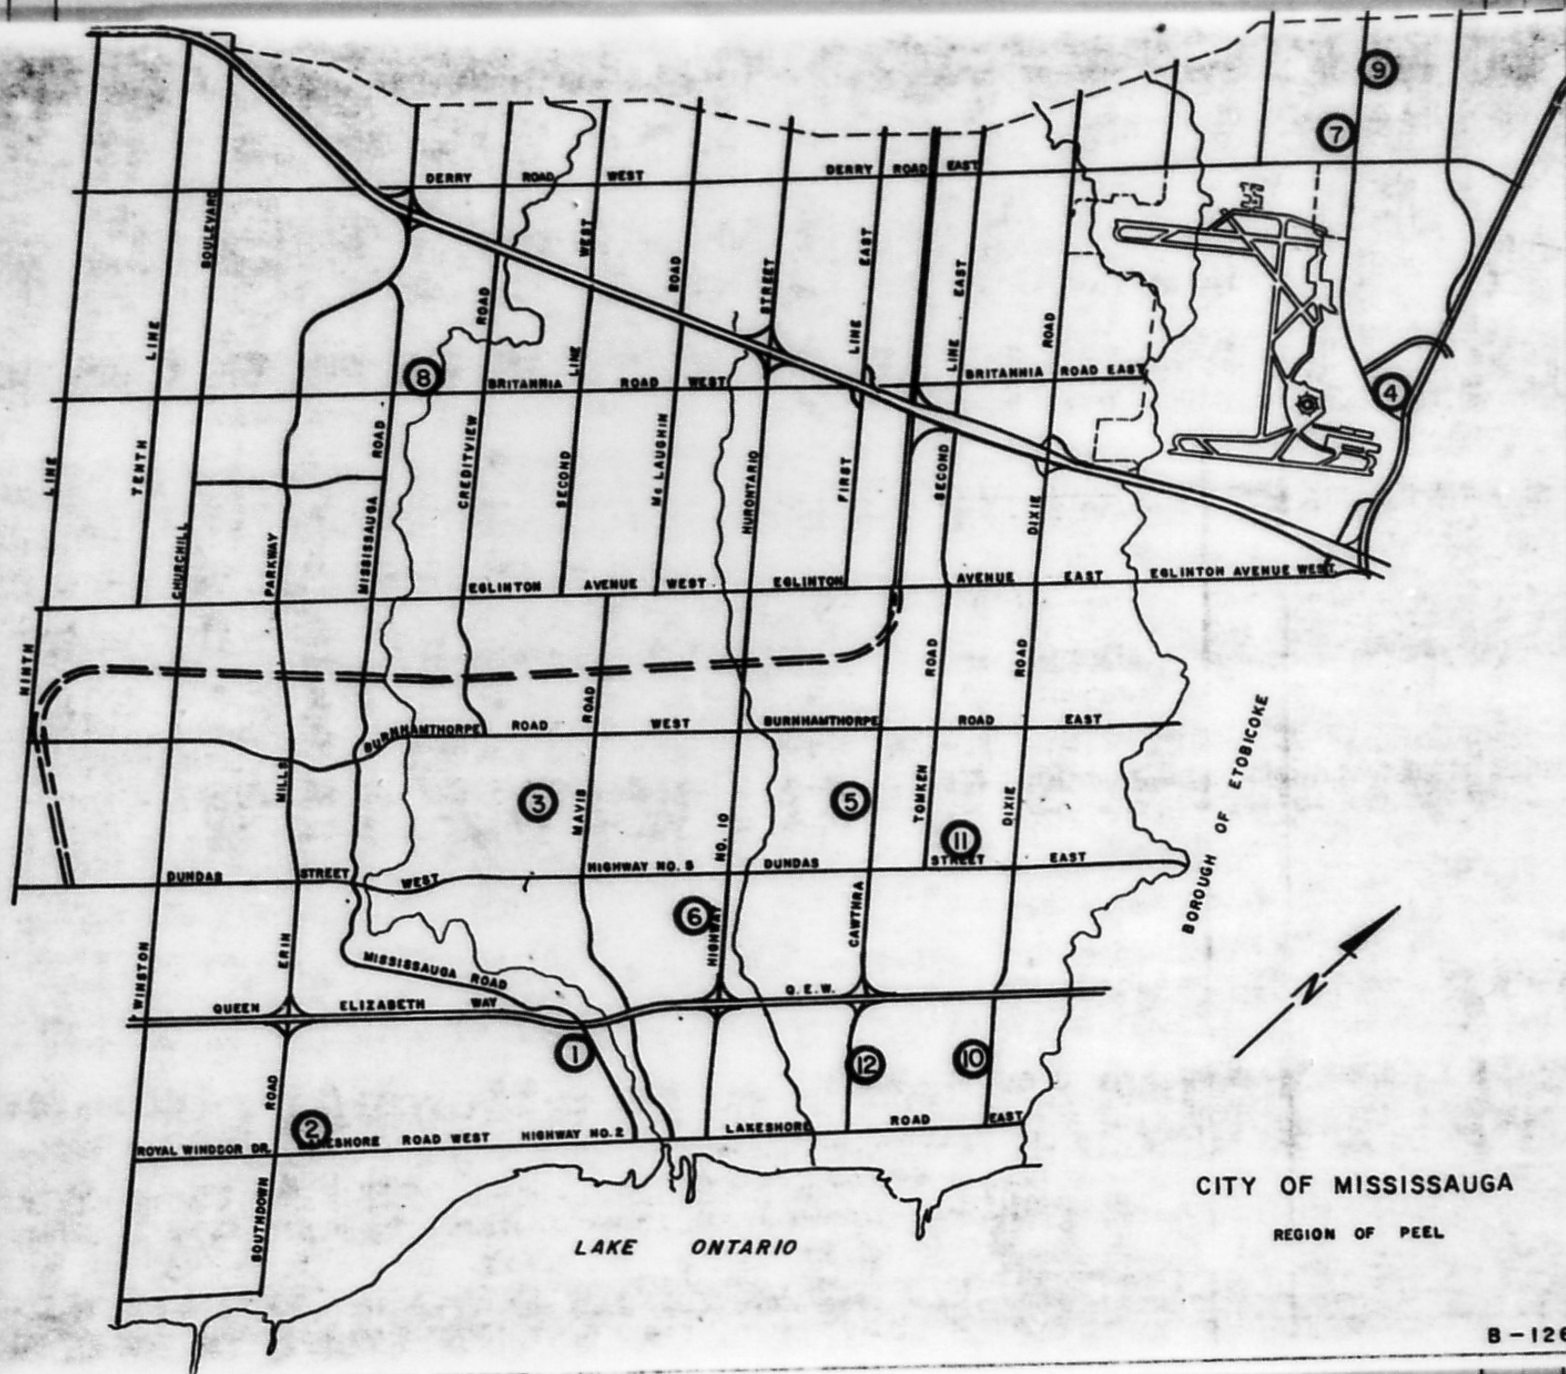 9
7
DERRY ROAD WEST
DERRY ROAD EAST
BOULEVARD
WEST
ROAD
STREET
EAST
EAST
LINE
ROAD
LINE
LINE
LINE
ROAD
8
BRITANNIA ROAD WEST
BRITANNIA ROAD EAST
4
LINE
TENTH
CHURCHILL
PARKWAY
MISSISSAUGA
ROAD
CREDITVIEW
SECOND
LINE
McLAUGHLIN
HURONTARIO
FIRST
SECOND
DIXIE
EGLINTON AVENUE WEST
EGLINTON AVENUE EAST
EGLINTON AVENUE WEST
NINTH
ROAD
ROAD
ROAD
BURNHAMTHORPE ROAD WEST
BURNHAMTHORPE ROAD EAST
MILLS
3
MAVIS
NO. 10
5
TOMKEN
11
DIXIE
BOROUGH OF ETOBICOKE
DUNDAS STREET WEST
HIGHWAY NO. 5
DUNDAS STREET EAST
6
HIGHWAY
CAWTHRA
WINSTON
ERIN
MISSISSAUGA ROAD
QUEEN ELIZABETH WAY
Q.E.W.
N
1
12
10
ROAD
2
ROYAL WINDSOR DR.
LAKESHORE ROAD WEST HIGHWAY NO. 2
LAKESHORE ROAD EAST
SOUTHDOWN
LAKE ONTARIO
CITY OF MISSISSAUGA
REGION OF PEEL
B-126